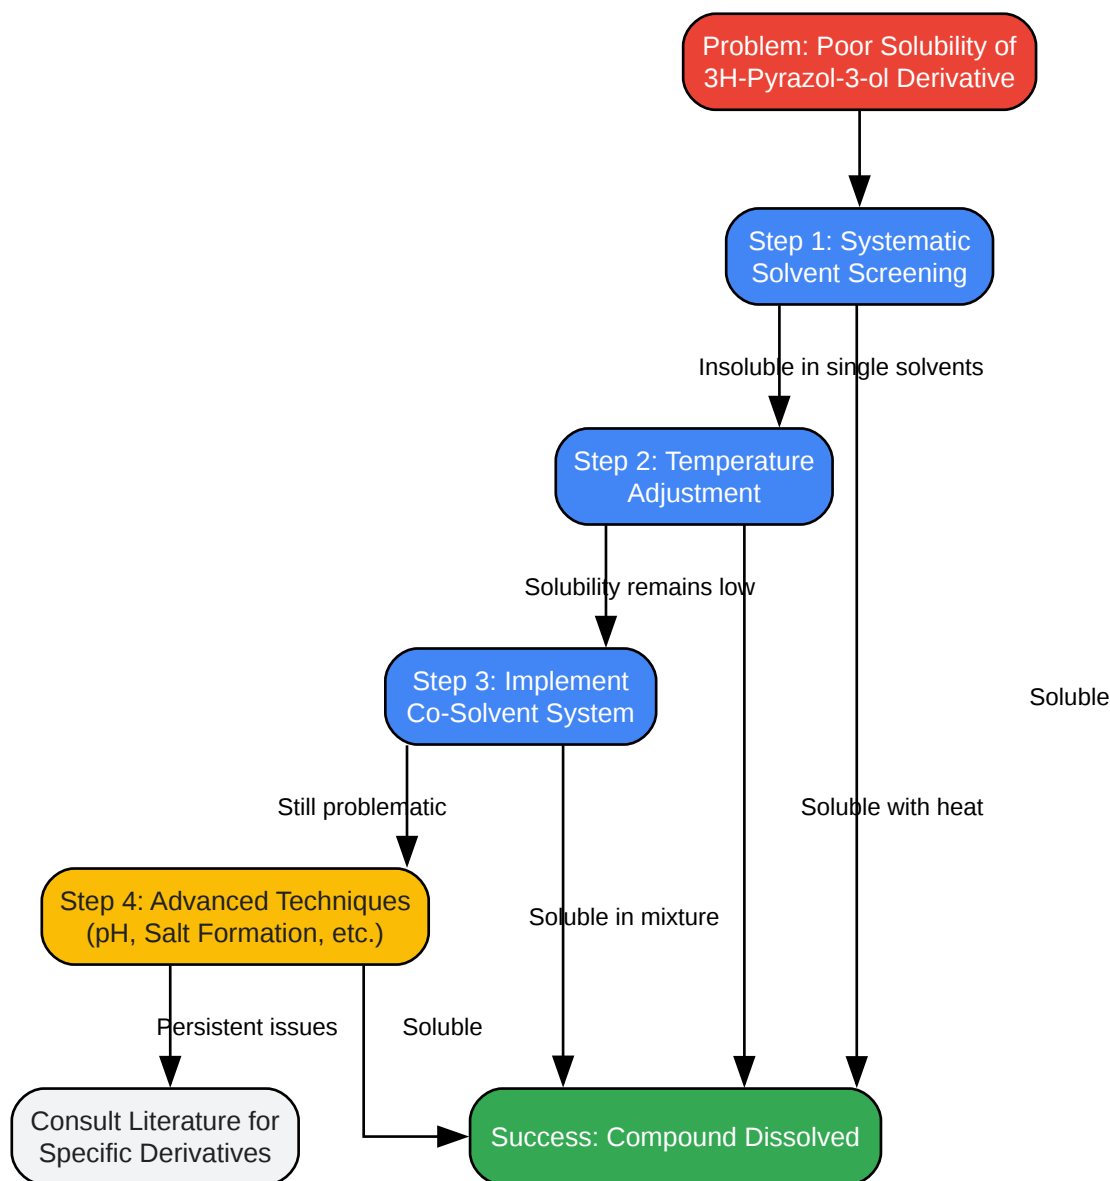 Problem: Poor Solubility of
3H-Pyrazol-3-ol Derivative
Step 1: Systematic
Solvent Screening
Insoluble in single solvents
Step 2: Temperature
Adjustment
Solubility remains low
Step 3: Implement
Co-Solvent System
Soluble
Still problematic
Soluble with heat
Step 4: Advanced Techniques
(pH, Salt Formation, etc.)
Soluble in mixture
Persistent issues
Soluble
Consult Literature for
Specific Derivatives
Success: Compound Dissolved